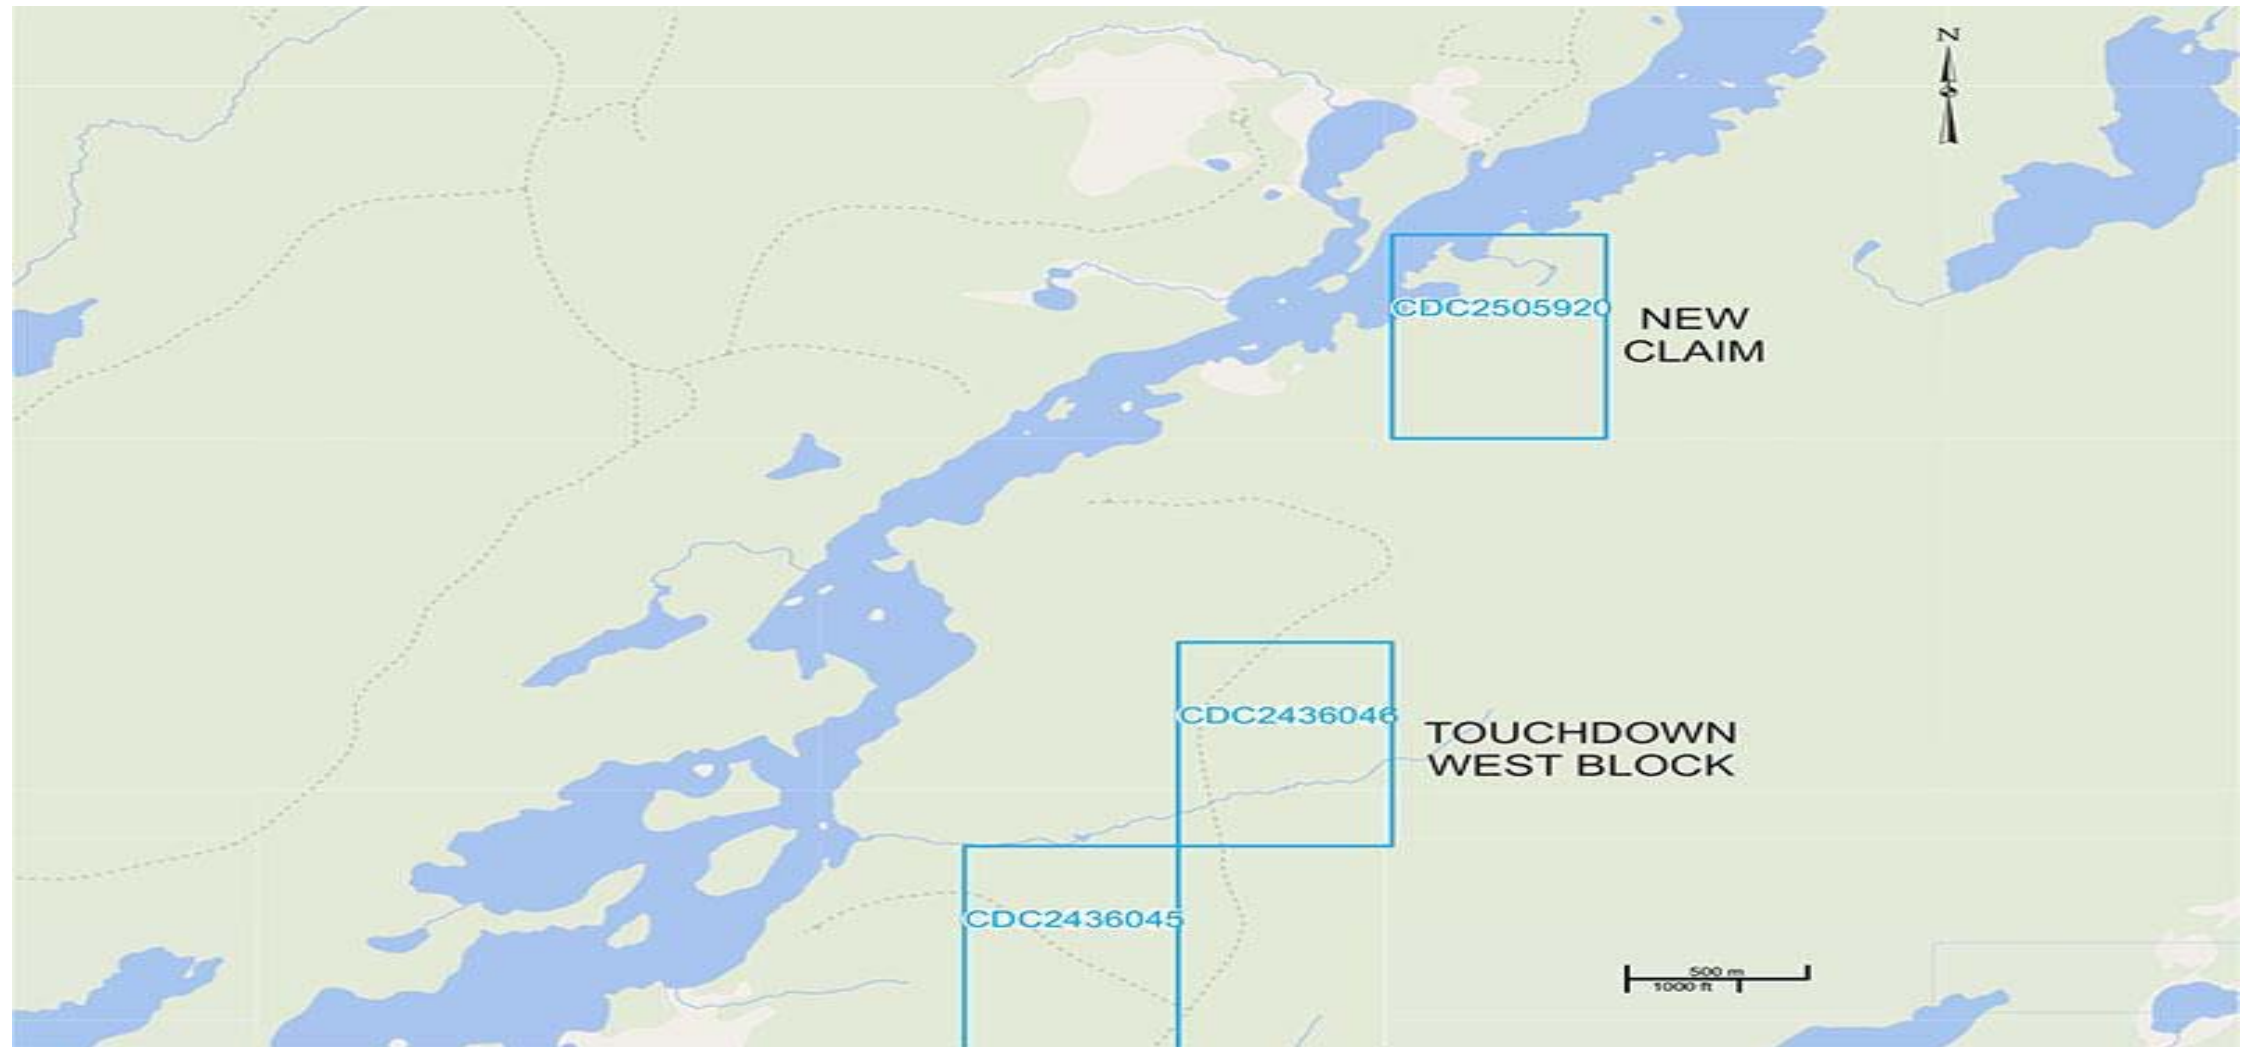 N
CDC2505920
NEW
CLAIM
CDC2436046
TOUCHDOWN
WEST BLOCK
CDC2436045
500 m
1000 ft